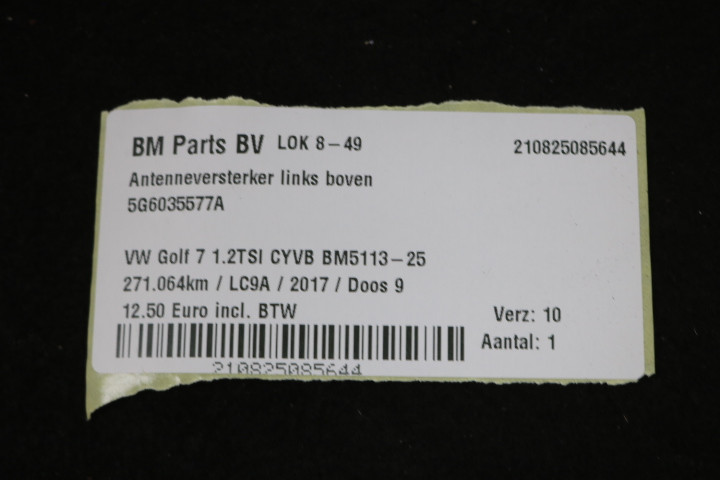 BM Parts BV LOK 8-49 210825085644
Antenneversterker links boven
5G6035577A
VW Golf 7 1.2TSI CYVB BM5113-25
271.064km / LC9A / 2017 / Doos 9
12.50 Euro incl. BTW Verz: 10
Aantal: 1
210825085644